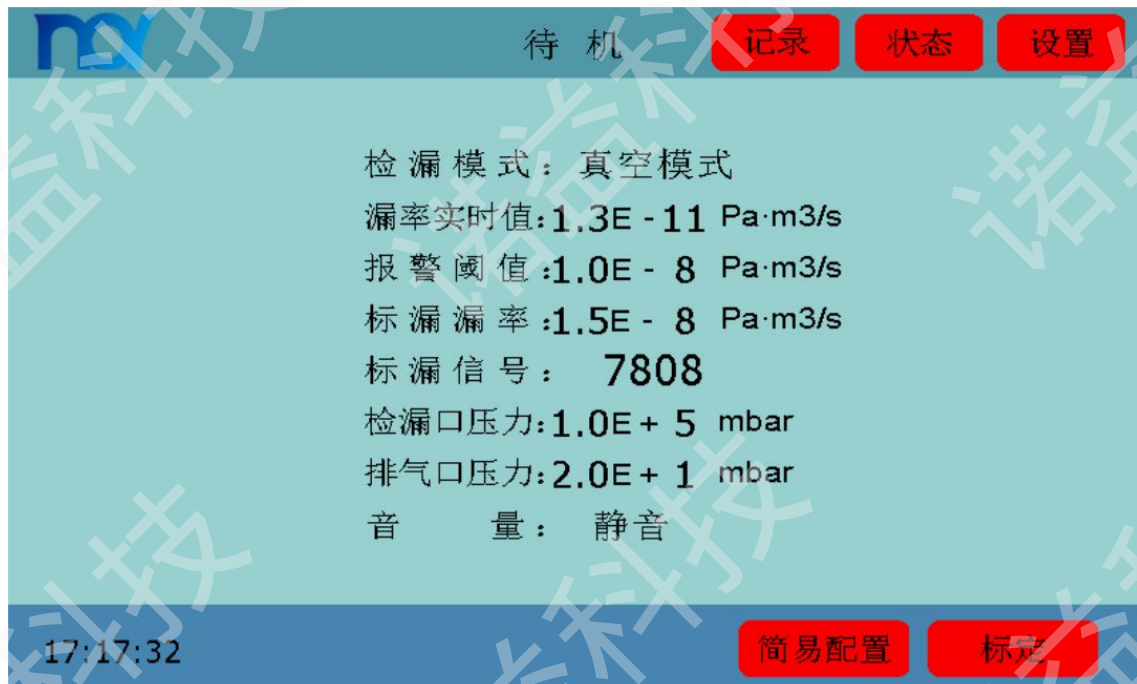 待 机 记录 状态 设置
检漏模式：真空模式
漏率实时值:1.3E - 11 Pa·m3/s
报警阈值:1.0E - 8 Pa·m3/s
标漏漏率:1.5E - 8 Pa·m3/s
标漏信号： 7808
检漏口压力:1.0E + 5 mbar
排气口压力:2.0E + 1 mbar
音 量： 静音
17:17:32 简易配置 标定
诺益科技